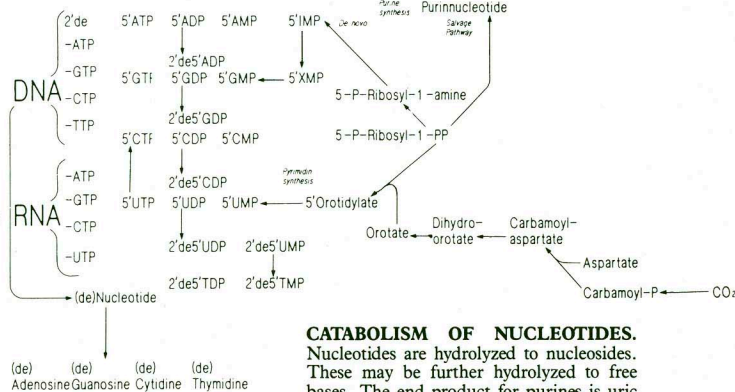 Purine
synthesis
Purinnucleotide
2'de 5'ATP 5'ADP 5'AMP 5'IMP De novo Salvage
Pathway
-ATP
2'de5'ADP
-GTP 5'GTP 5'GDP 5'GMP 5'XMP
DNA
-CTP 5-P-Ribosyl-1-amine
2'de5'GDP
-TTP
5'CTP 5'CDP 5'CMP 5-P-Ribosyl-1-PP
Pyrimidin
synthesis
-ATP 2'de5'CDP
-GTP 5'UTP 5'UDP 5'UMP 5'Orotidylate
RNA
-CTP Orotate Dihydro-
orotate Carbamoyl-
aspartate
2'de5'UDP 2'de5'UMP
-UTP
Aspartate
2'de5'TDP 2'de5'TMP
(de)Nucleotide Carbamoyl-P CO2
CATABOLISM OF NUCLEOTIDES.
Nucleotides are hydrolyzed to nucleosides.
These may be further hydrolyzed to free
bases. The end product for purines is uric
(de) (de) (de) (de)
Adenosine Guanosine Cytidine Thymidine